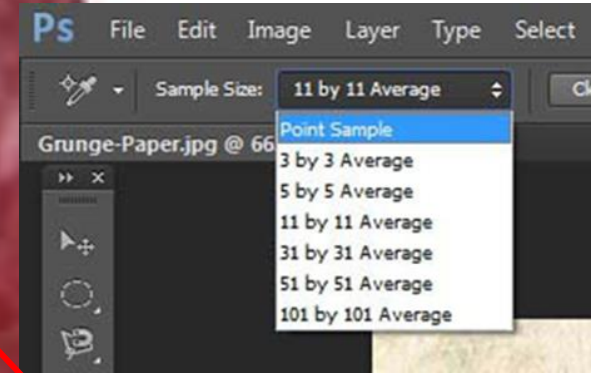 Ps File Edit Image Layer Type Select
Sample Size: 11 by 11 Average Cl
Grunge-Paper.jpg @ 66
Point Sample
3 by 3 Average
5 by 5 Average
11 by 11 Average
31 by 31 Average
51 by 51 Average
101 by 101 Average